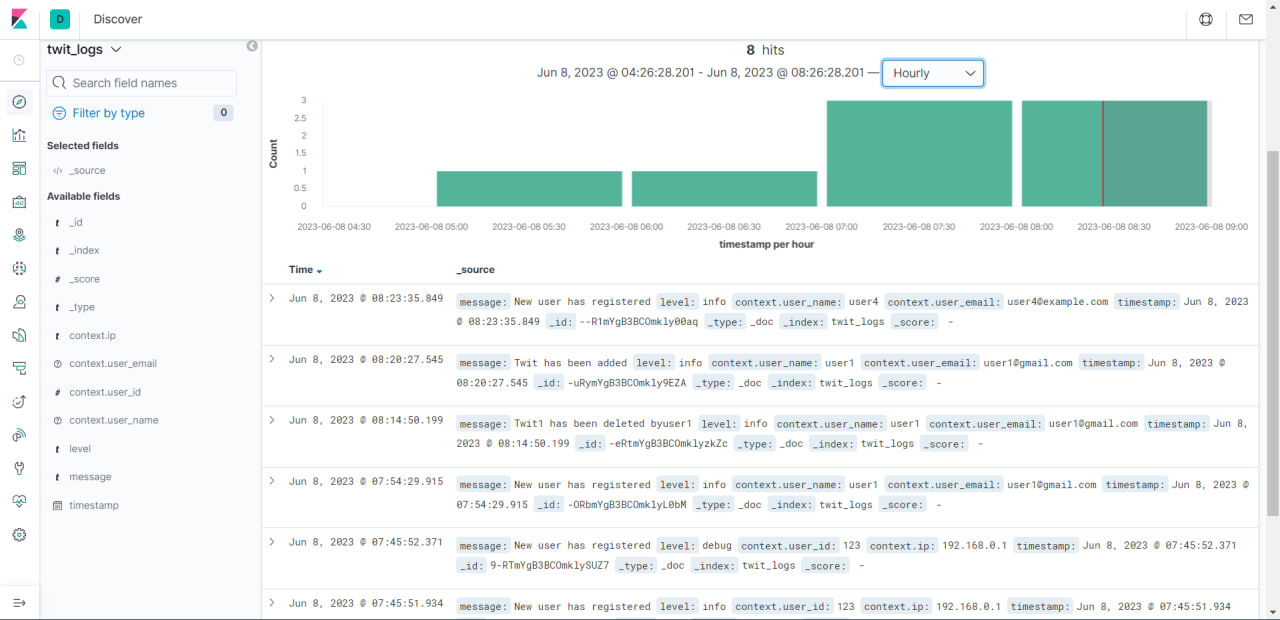 D Discover
twit_logs
Search field names
Filter by type 0
Selected fields
</> _source
Available fields
t _id
t _index
# _score
t _type
t context.ip
? context.user_email
# context.user_id
? context.user_name
t level
t message
timestamp
8 hits
Jun 8, 2023 @ 04:26:28.201 - Jun 8, 2023 @ 08:26:28.201 — Hourly
Count
3
2.5
2
1.5
1
0.5
0
2023-06-08 04:30 2023-06-08 05:00 2023-06-08 05:30 2023-06-08 06:00 2023-06-08 06:30 2023-06-08 07:00 2023-06-08 07:30 2023-06-08 08:00 2023-06-08 08:30 2023-06-08 09:00
timestamp per hour
Time _source
Jun 8, 2023 @ 08:23:35.849 message: New user has registered level: info context.user_name: user4 context.user_email: user4@example.com timestamp: Jun 8, 2023
@ 08:23:35.849 _id: --R1mYgB3BCOmkly00aq _type: _doc _index: twit_logs _score: -
Jun 8, 2023 @ 08:20:27.545 message: Twit has been added level: info context.user_name: user1 context.user_email: user1@gmail.com timestamp: Jun 8, 2023 @
08:20:27.545 _id: -uRymYgB3BCOmkly9EZA _type: _doc _index: twit_logs _score: -
Jun 8, 2023 @ 08:14:50.199 message: Twit1 has been deleted byuser1 level: info context.user_name: user1 context.user_email: user1@gmail.com timestamp: Jun 8,
2023 @ 08:14:50.199 _id: -eRtmYgB3BCOmklyzkZc _type: _doc _index: twit_logs _score: -
Jun 8, 2023 @ 07:54:29.915 message: New user has registered level: info context.user_name: user1 context.user_email: user1@gmail.com timestamp: Jun 8, 2023 @
07:54:29.915 _id: -ORbmYgB3BCOmklyL0bM _type: _doc _index: twit_logs _score: -
Jun 8, 2023 @ 07:45:52.371 message: New user has registered level: debug context.user_id: 123 context.ip: 192.168.0.1 timestamp: Jun 8, 2023 @ 07:45:52.371
_id: 9-RTmYgB3BCOmklySUZ7 _type: _doc _index: twit_logs _score: -
Jun 8, 2023 @ 07:45:51.934 message: New user has registered level: info context.user_id: 123 context.ip: 192.168.0.1 timestamp: Jun 8, 2023 @ 07:45:51.934